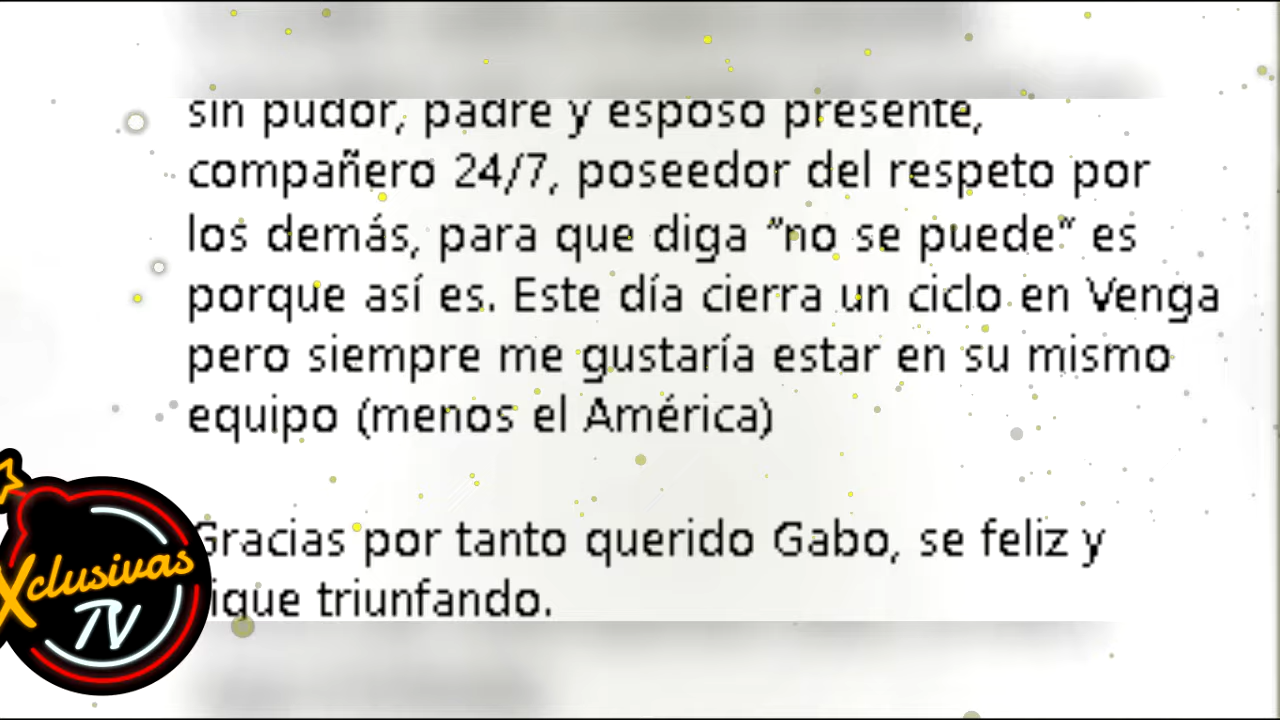 sin pudor, padre y esposo presente,
compañero 24/7, poseedor del respeto por
los demás, para que diga "no se puede" es
porque así es. Este día cierra un ciclo en Venga
pero siempre me gustaría estar en su mismo
equipo (menos el América)
Gracias por tanto querido Gabo, se feliz y
igue triunfando.
Xclusivas
TV